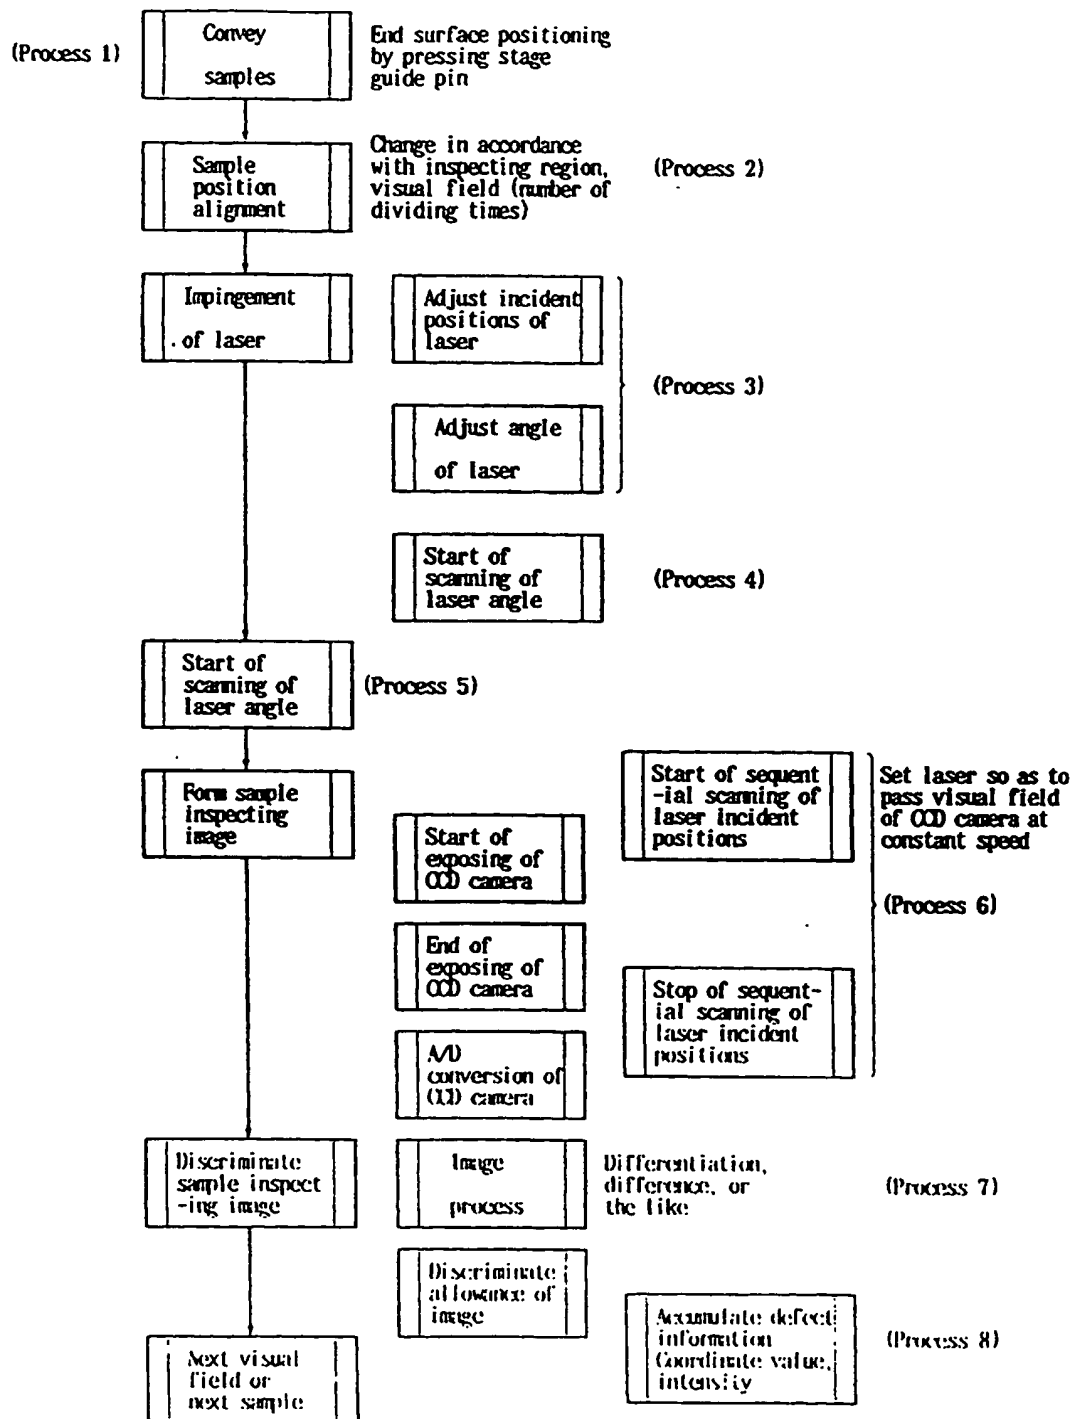 (Process 1)
Convey
samples
End surface positioning
by pressing stage
guide pin
Sample
position
alignment
Change in accordance
with inspecting region,
visual field (number of
dividing times)
(Process 2)
Impingement
of laser
Adjust incident
positions of
laser
(Process 3)
Adjust angle
of laser
Start of
scanning of
laser angle
(Process 4)
Start of
scanning of
laser angle
(Process 5)
Form sample
inspecting
image
Start of sequent
-ial scanning of
laser incident
positions
Set laser so as to
pass visual field
of CCD camera at
constant speed
Start of
exposing of
CCD camera
(Process 6)
End of
exposing of
CCD camera
Stop of sequent-
ial scanning of
laser incident
positions
A/D
conversion of
CCD camera
Discriminate
sample inspect
-ing image
Image
process
Differentiation,
difference, or
the like
(Process 7)
Discriminate
allowance of
image
Accumulate defect
information
Coordinate value,
intensity
(Process 8)
Next visual
field or
next sample